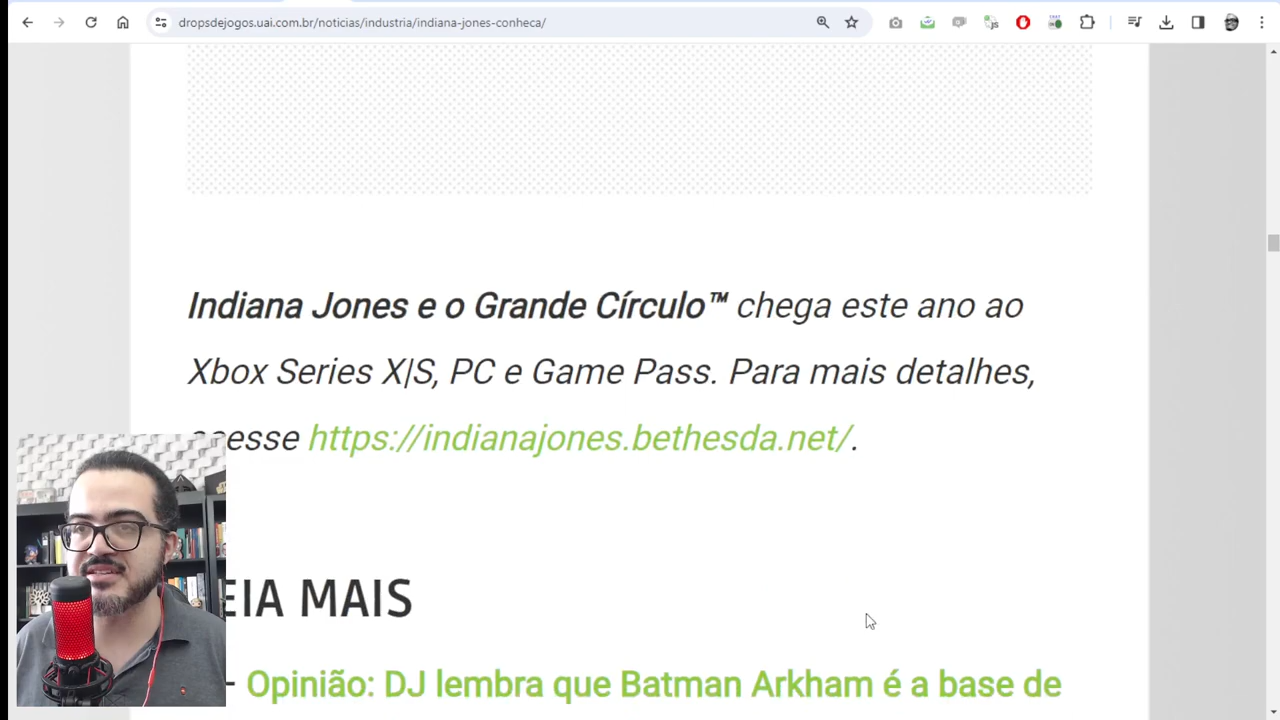 dropsdejogos.uai.com.br/noticias/industria/indiana-jones-conheca/
Indiana Jones e o Grande Círculo™ chega este ano ao
Xbox Series X|S, PC e Game Pass. Para mais detalhes,
acesse https://indianajones.bethesda.net/.
EIA MAIS
- Opinião: DJ lembra que Batman Arkham é a base de